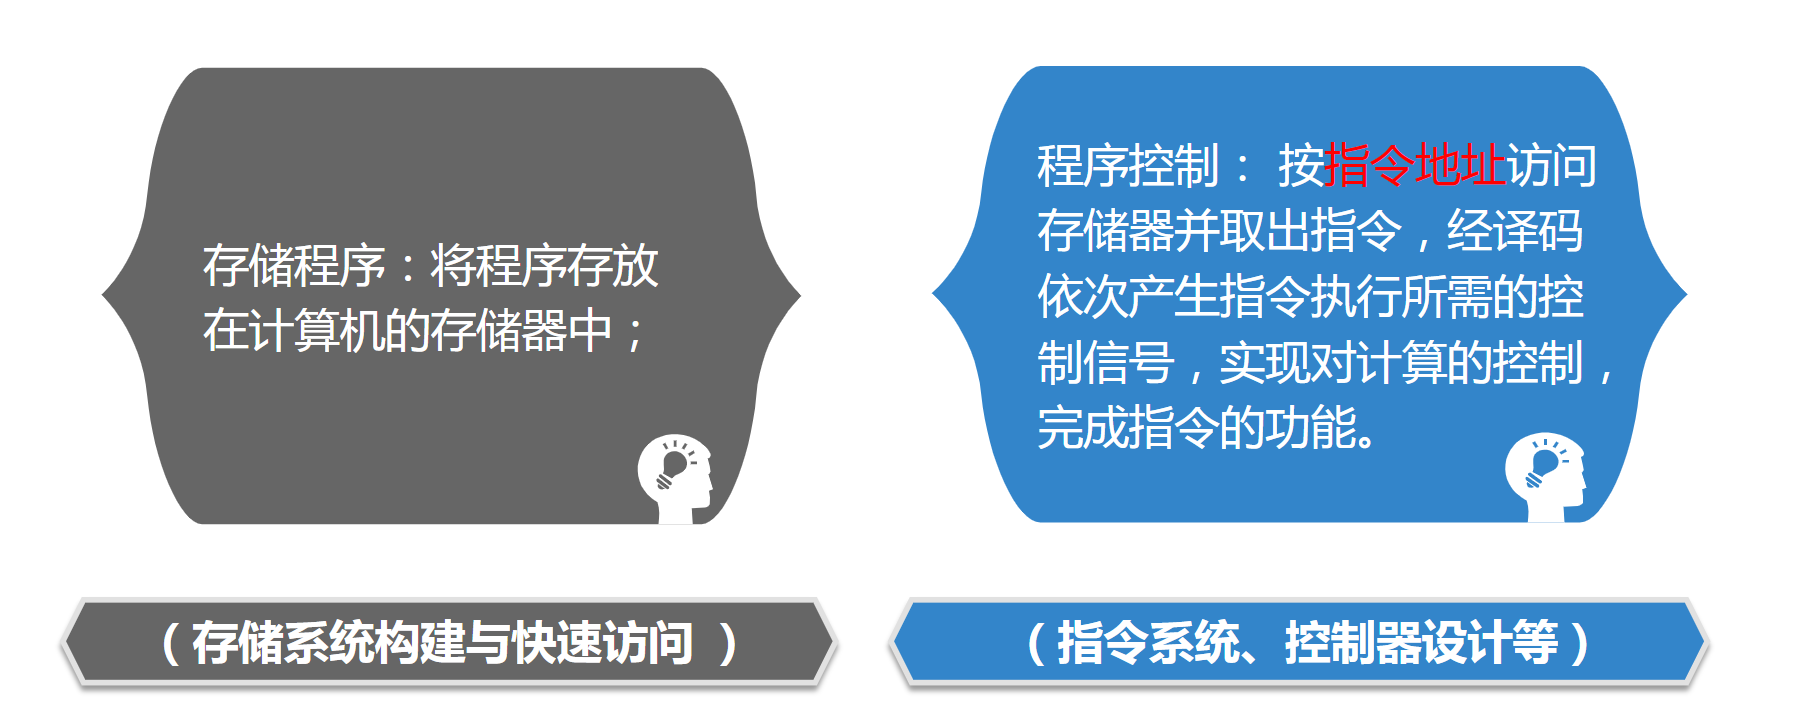 存储程序：将程序存放
在计算机的存储器中；
程序控制： 按指令地址访问
存储器并取出指令，经译码
依次产生指令执行所需的控
制信号，实现对计算的控制，
完成指令的功能。
（存储系统构建与快速访问 ）
（指令系统、控制器设计等）